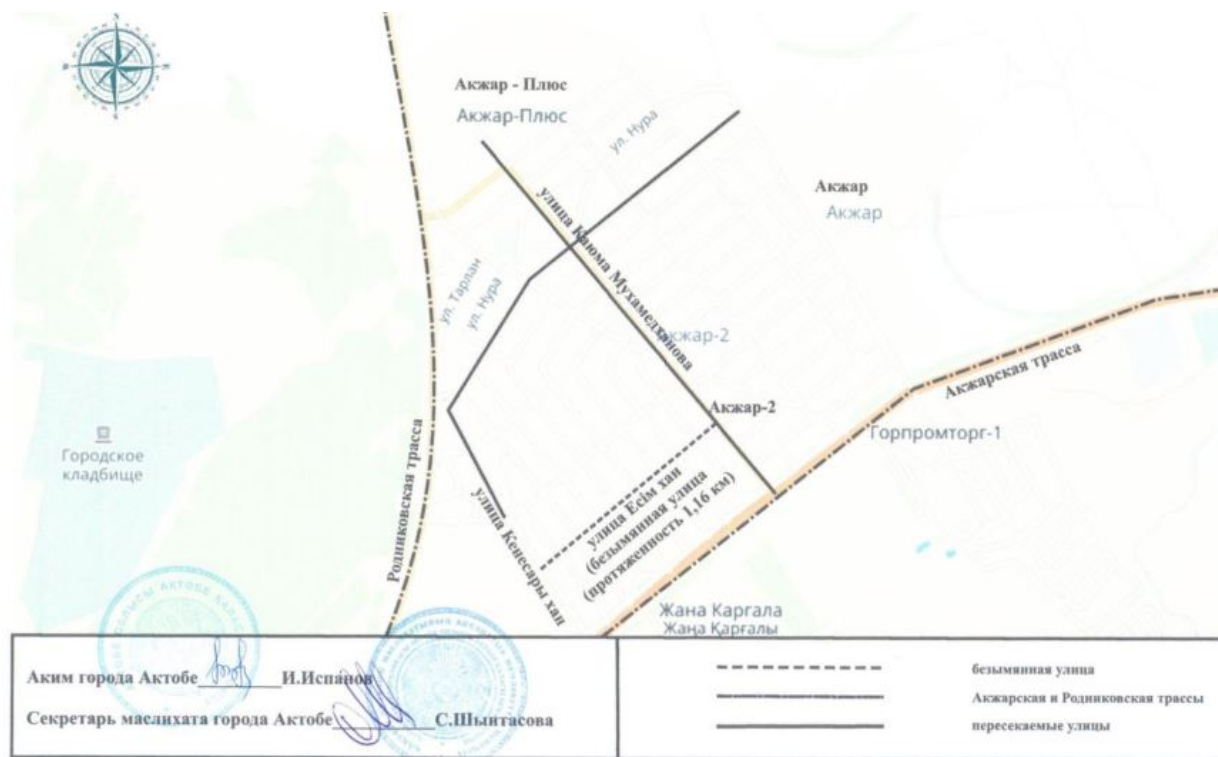 Акжар - Плюс
Акжар-Плюс
ул. Нура
Акжар
Акжар
улица Каюма Мухамедханова
ул. Тарлан
ул. Нура
Акжар-2
Акжарская трасса
Акжар-2
Горпромторг-1
Городское
кладбище
Родниковская трасса
улица Кенесары хан
улица Есім хан
(безымянная улица
(протяженность 1,16 км)
Жана Каргала
Жаңа Қарғалы
Аким города Актобе И.Испанов
Секретарь маслихата города Актобе С.Шынтасова
безымянная улица
Акжарская и Родниковская трассы
пересекаемые улицы